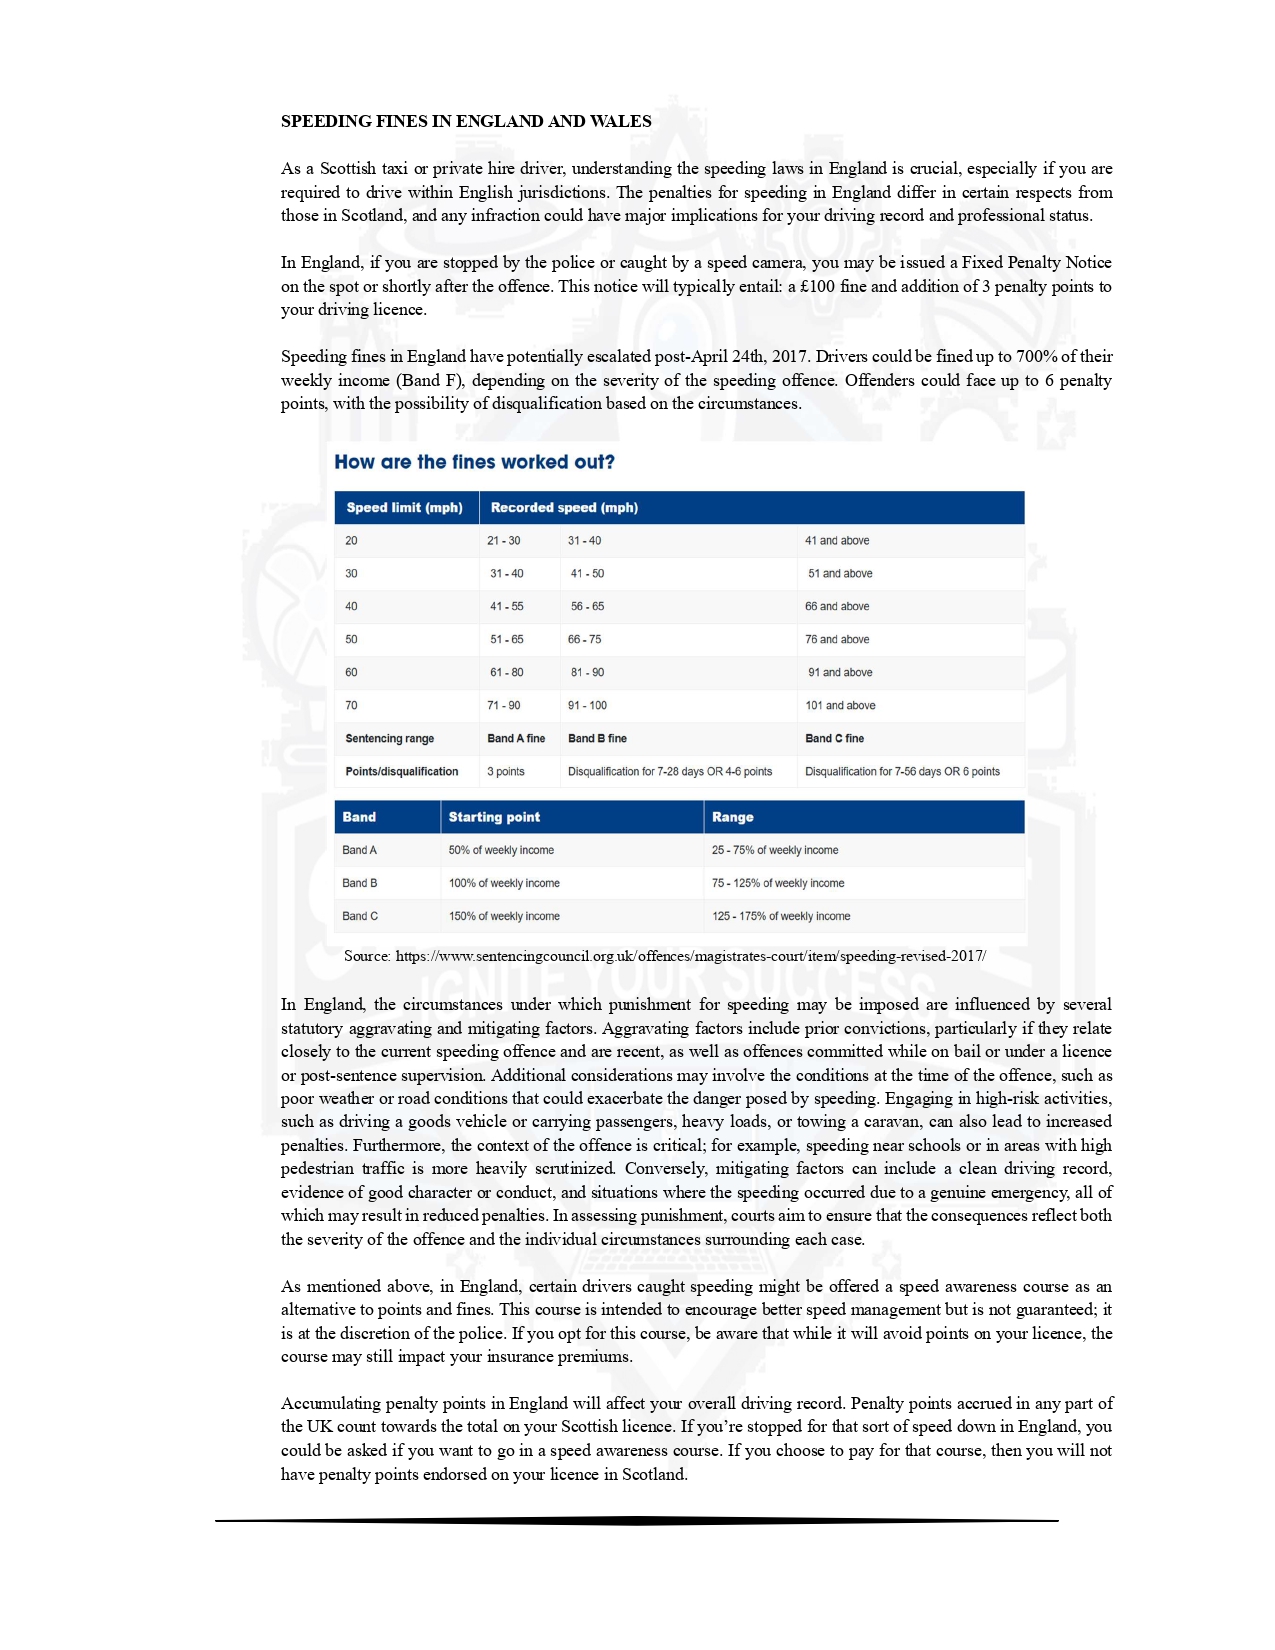 SPEEDING FINES IN ENGLAND AND WALES
As a Scottish taxi or private hire driver, understanding the speeding laws in England is crucial, especially if you are
required to drive within English jurisdictions. The penalties for speeding in England differ in certain respects from
those in Scotland, and any infraction could have major implications for your driving record and professional status.
In England, if you are stopped by the police or caught by a speed camera, you may be issued a Fixed Penalty Notice
on the spot or shortly after the offence. This notice will typically entail: a £100 fine and addition of 3 penalty points to
your driving licence.
Speeding fines in England have potentially escalated post-April 24th, 2017. Drivers could be fined up to 700% of their
weekly income (Band F), depending on the severity of the speeding offence. Offenders could face up to 6 penalty
points, with the possibility of disqualification based on the circumstances.
How are the fines worked out?
Speed limit (mph) Recorded speed (mph)
20 21 - 30 31 - 40 41 and above
30 31 - 40 41 - 50 51 and above
40 41 - 55 56 - 65 66 and above
50 51 - 65 66 - 75 76 and above
60 61 - 80 81 - 90 91 and above
70 71 - 90 91 - 100 101 and above
Sentencing range Band A fine Band B fine Band C fine
Points/disqualification 3 points Disqualification for 7-28 days OR 4-6 points Disqualification for 7-56 days OR 6 points
Band Starting point Range
Band A 50% of weekly income 25 - 75% of weekly income
Band B 100% of weekly income 75 - 125% of weekly income
Band C 150% of weekly income 125 - 175% of weekly income
Source: https://www.sentencingcouncil.org.uk/offences/magistrates-court/item/speeding-revised-2017/
IGNITE YOUR SUCCESS
In England, the circumstances under which punishment for speeding may be imposed are influenced by several
statutory aggravating and mitigating factors. Aggravating factors include prior convictions, particularly if they relate
closely to the current speeding offence and are recent, as well as offences committed while on bail or under a licence
or post-sentence supervision. Additional considerations may involve the conditions at the time of the offence, such as
poor weather or road conditions that could exacerbate the danger posed by speeding. Engaging in high-risk activities,
such as driving a goods vehicle or carrying passengers, heavy loads, or towing a caravan, can also lead to increased
penalties. Furthermore, the context of the offence is critical; for example, speeding near schools or in areas with high
pedestrian traffic is more heavily scrutinized. Conversely, mitigating factors can include a clean driving record,
evidence of good character or conduct, and situations where the speeding occurred due to a genuine emergency, all of
which may result in reduced penalties. In assessing punishment, courts aim to ensure that the consequences reflect both
the severity of the offence and the individual circumstances surrounding each case.
As mentioned above, in England, certain drivers caught speeding might be offered a speed awareness course as an
alternative to points and fines. This course is intended to encourage better speed management but is not guaranteed; it
is at the discretion of the police. If you opt for this course, be aware that while it will avoid points on your licence, the
course may still impact your insurance premiums.
Accumulating penalty points in England will affect your overall driving record. Penalty points accrued in any part of
the UK count towards the total on your Scottish licence. If you’re stopped for that sort of speed down in England, you
could be asked if you want to go in a speed awareness course. If you choose to pay for that course, then you will not
have penalty points endorsed on your licence in Scotland.